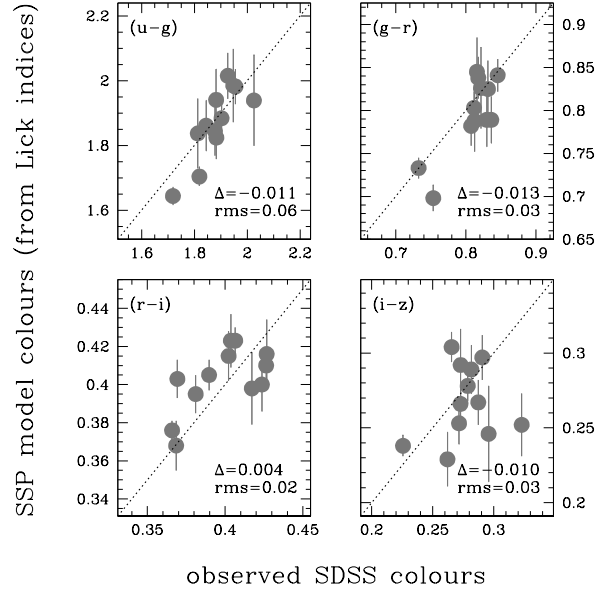 SSP model colours (from Lick indices)
(u−g)
2.2
2
1.8
1.6
Δ=−0.011
rms=0.06
1.6 1.8 2 2.2
(g−r)
0.9
0.85
0.8
0.75
0.7
0.65
Δ=−0.013
rms=0.03
0.7 0.8 0.9
(r−i)
0.44
0.42
0.4
0.38
0.36
0.34
Δ=0.004
rms=0.02
0.35 0.4 0.45
(i−z)
0.3
0.25
0.2
Δ=−0.010
rms=0.03
0.2 0.25 0.3
observed SDSS colours